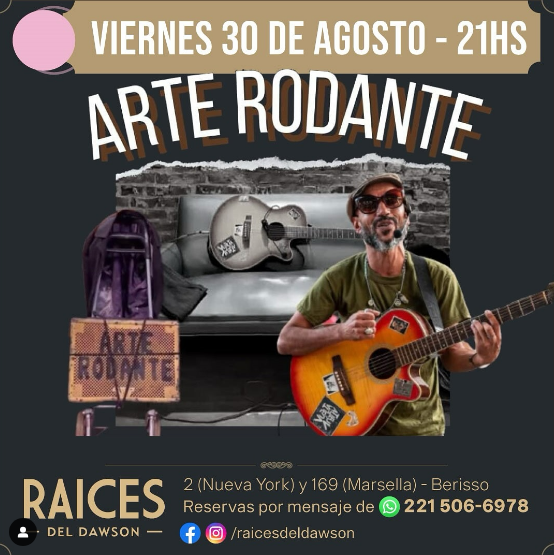 VIERNES 30 DE AGOSTO - 21HS
ARTE RODANTE
ARTE
RODANTE
RAICES
DEL DAWSON
2 (Nueva York) y 169 (Marsella) - Berisso
Reservas por mensaje de 221 506-6978
/raicesdeldawson